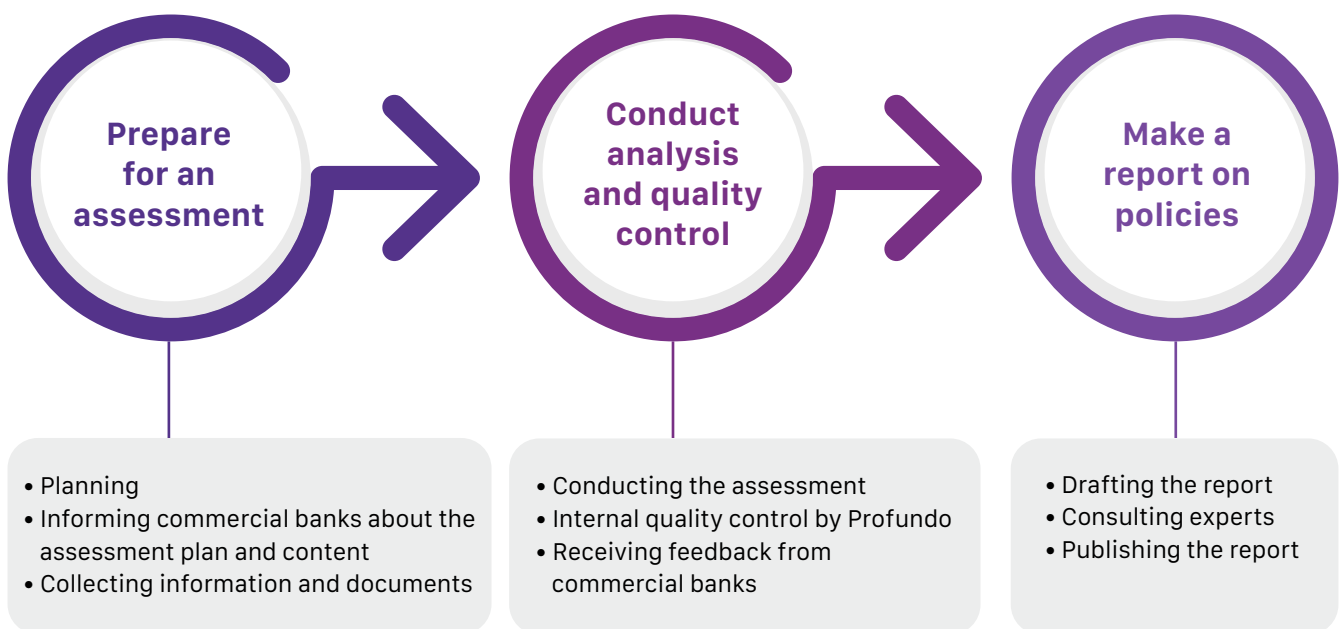 Prepare
for an
assessment
Conduct
analysis
and quality
control
Make a
report on
policies
• Planning
• Informing commercial banks about the
assessment plan and content
• Collecting information and documents
• Conducting the assessment
• Internal quality control by Profundo
• Receiving feedback from
commercial banks
• Drafting the report
• Consulting experts
• Publishing the report